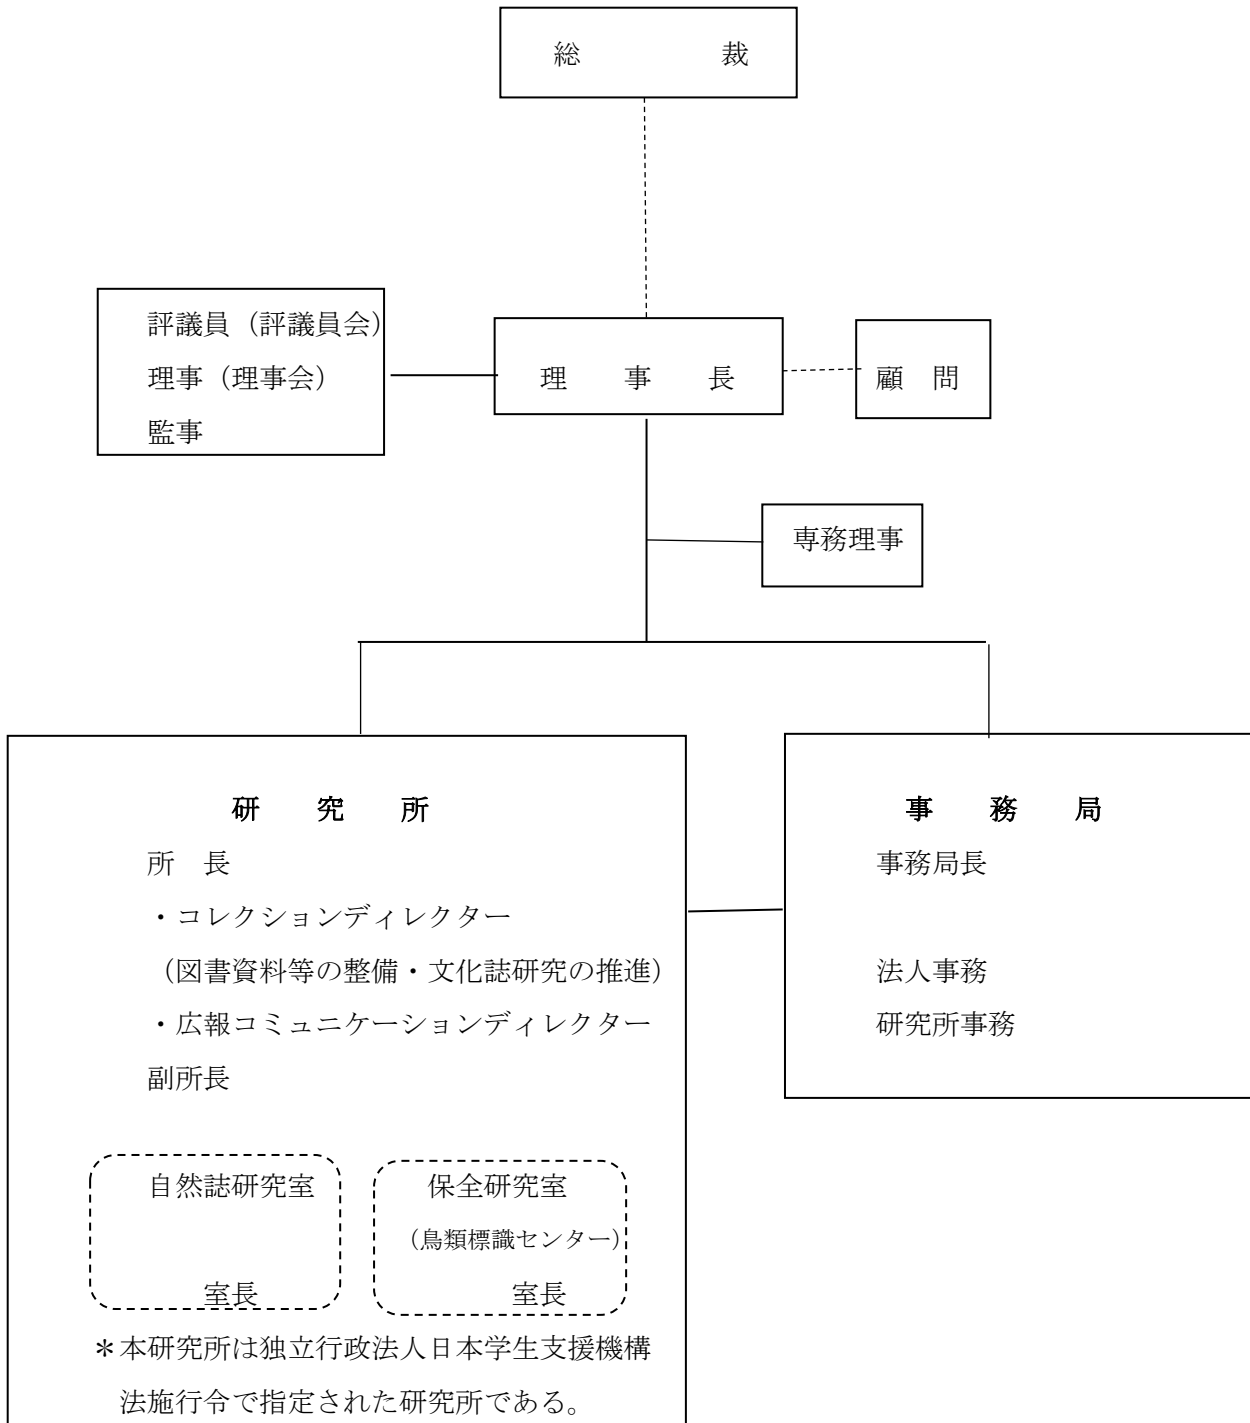 総　　　　　裁
評議員（評議員会）
理事（理事会）
監事
理　　事　　長
顧　問
専務理事
研　　究　　所
所　長
・コレクションディレクター
（図書資料等の整備・文化誌研究の推進）
・広報コミュニケーションディレクター
副所長
自然誌研究室
室長
保全研究室
（鳥類標識センター）
室長
＊本研究所は独立行政法人日本学生支援機構
法施行令で指定された研究所である。
事　　務　　局
事務局長
法人事務
研究所事務